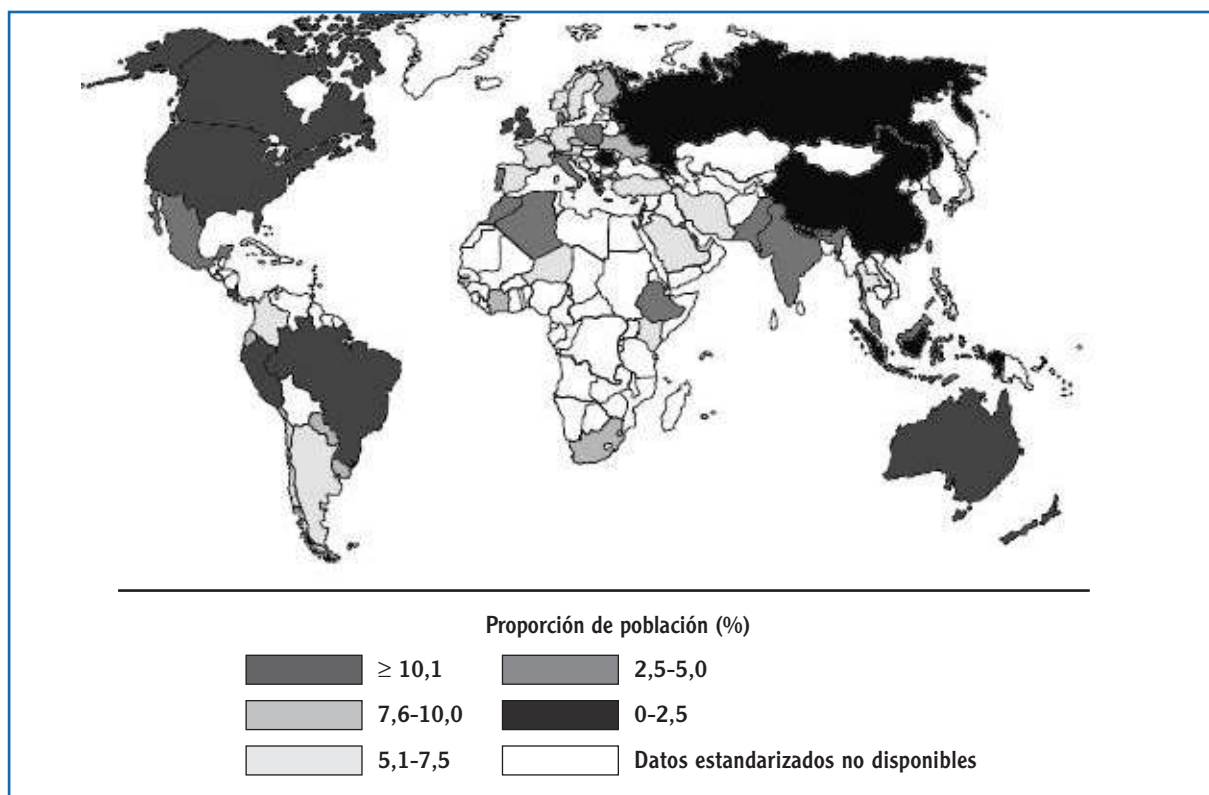 Proporción de población (%)
≥ 10,1
2,5-5,0
7,6-10,0
0-2,5
5,1-7,5
Datos estandarizados no disponibles